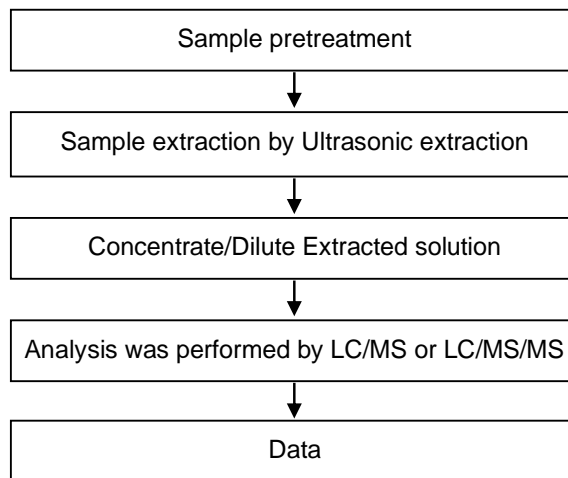 Sample pretreatment
Sample extraction by Ultrasonic extraction
Concentrate/Dilute Extracted solution
Analysis was performed by LC/MS or LC/MS/MS
Data